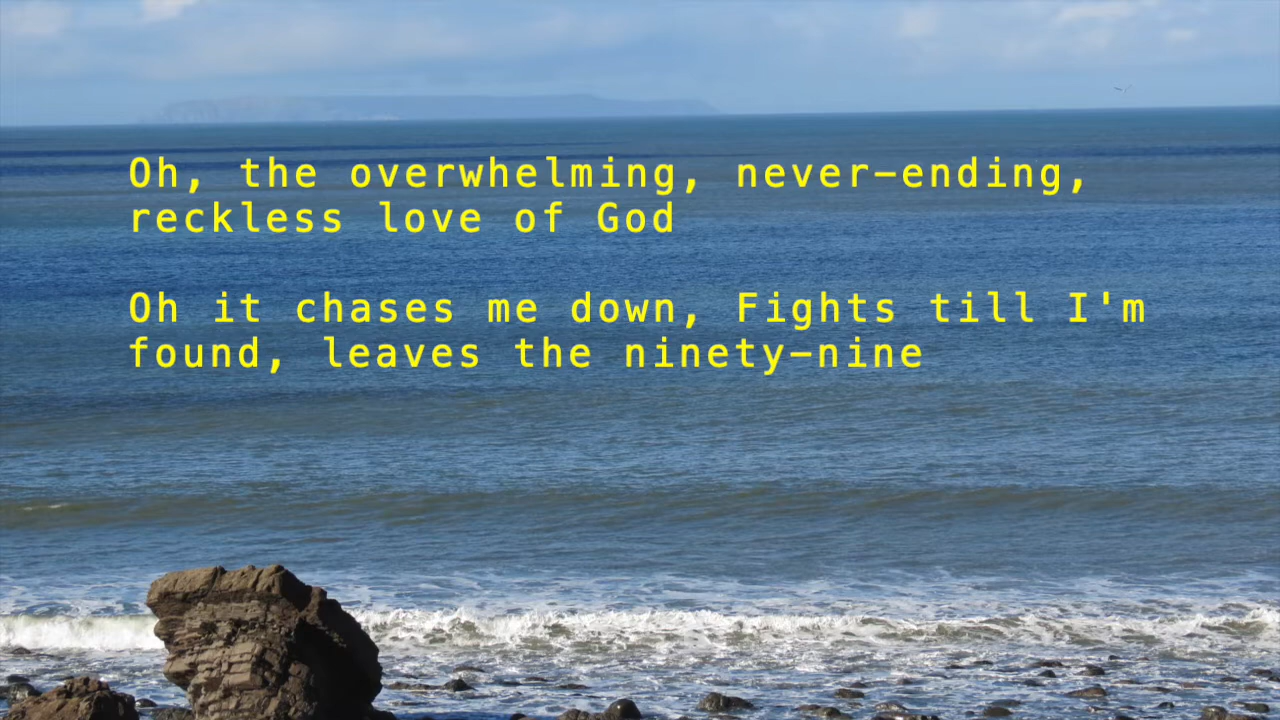 Oh, the overwhelming, never-ending,
reckless love of God
Oh it chases me down, Fights till I'm
found, leaves the ninety-nine